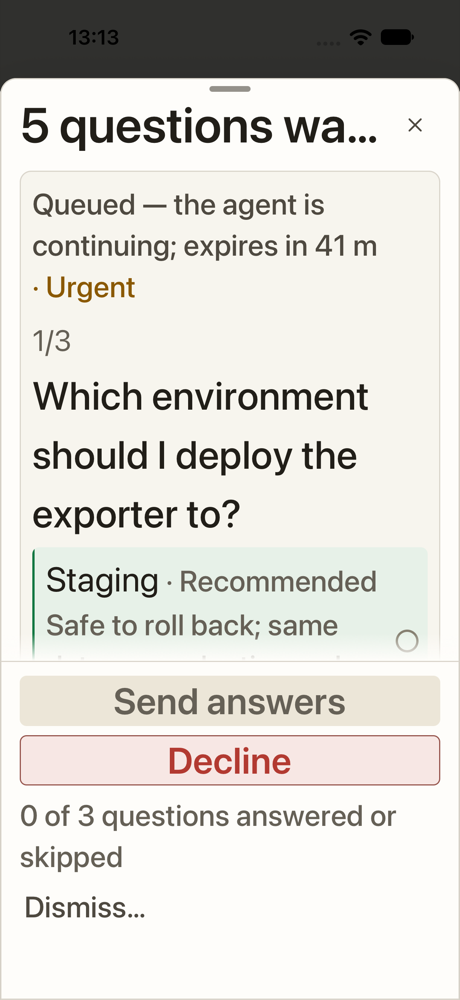 13:13
5 questions wa…
×
Queued — the agent is
continuing; expires in 41 m
· Urgent
1/3
Which environment
should I deploy the
exporter to?
Staging · Recommended
Safe to roll back; same
Send answers
Decline
0 of 3 questions answered or
skipped
Dismiss…